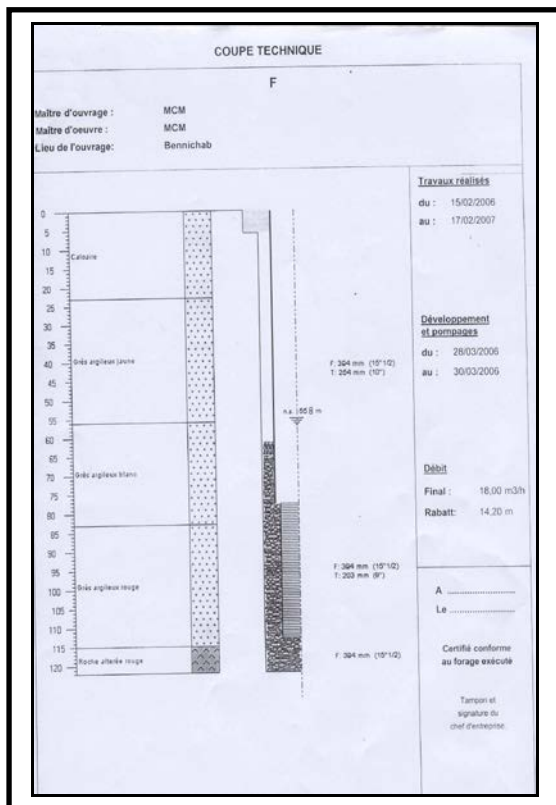 COUPE TECHNIQUE
F
Maître d'ouvrage : MCM
Maître d'oeuvre : MCM
Lieu de l'ouvrage: Bennichab
Travaux réalisés
du : 15/02/2006
au : 17/02/2007
0
5
10
15
20
25
30
35
40
45
50
55
60
65
70
75
80
85
90
95
100
105
110
115
120
Calcaire
Grès argileux jaune
Grès argileux blanc
Grès argileux rouge
Roche altérée rouge
F: 394 mm (15"1/2)
T: 254 mm (10")
n.s.
F: 394 mm (15"1/2)
T: 203 mm
F: 394 mm (15"1/2)
Développement
et pompages
du : 28/03/2006
au : 30/03/2006
Débit
Final : 18,00 m3/h
Rabatt: 14,20 m
A ....................
Le ....................
Certifié conforme
au forage exécuté
Tampon et
signature du
chef d'entreprise